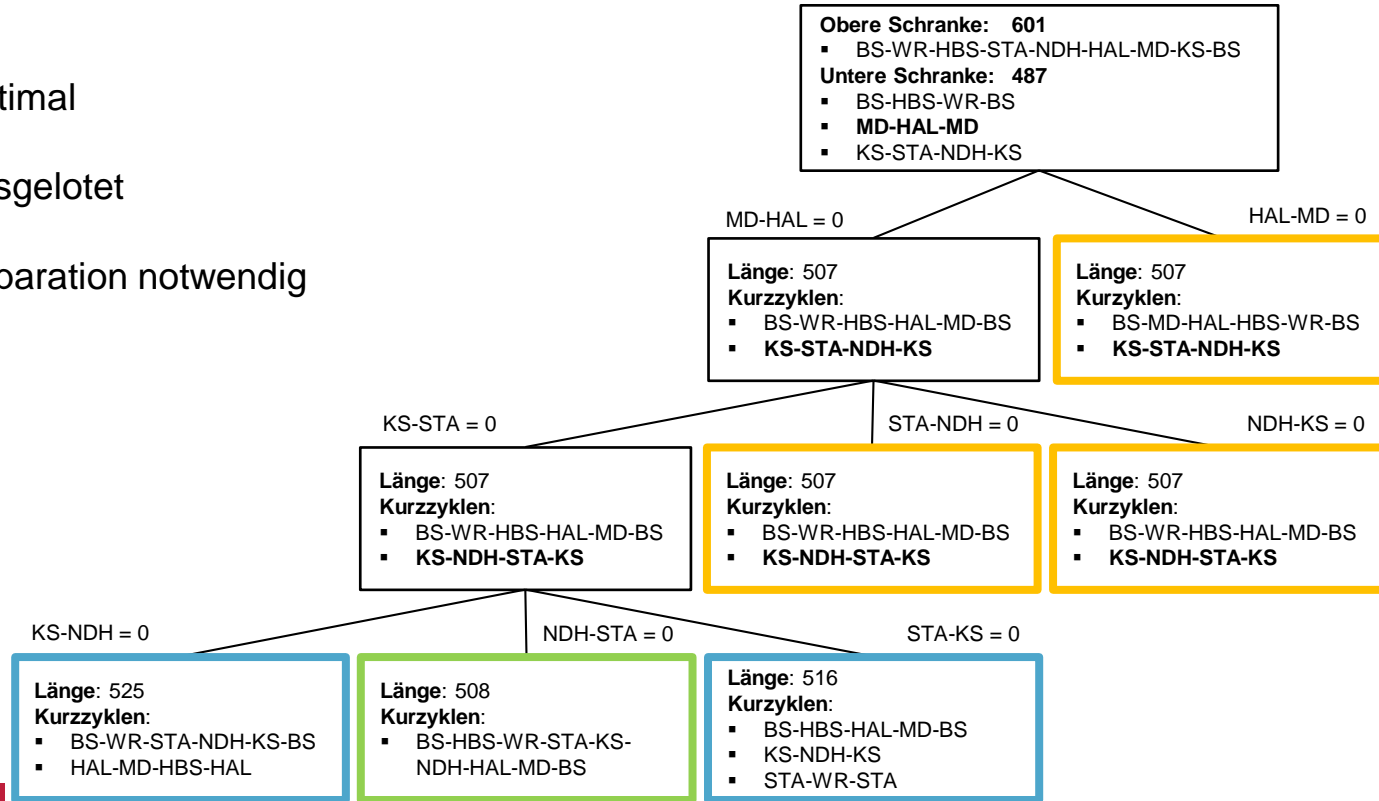 timal
sgelotet
paration notwendig
Obere Schranke: 601
▪ BS-WR-HBS-STA-NDH-HAL-MD-KS-BS
Untere Schranke: 487
▪ BS-HBS-WR-BS
▪ MD-HAL-MD
▪ KS-STA-NDH-KS
MD-HAL = 0
HAL-MD = 0
Länge: 507
Kurzzyklen:
▪ BS-WR-HBS-HAL-MD-BS
▪ KS-STA-NDH-KS
Länge: 507
Kurzyklen:
▪ BS-MD-HAL-HBS-WR-BS
▪ KS-STA-NDH-KS
KS-STA = 0
STA-NDH = 0
NDH-KS = 0
Länge: 507
Kurzzyklen:
▪ BS-WR-HBS-HAL-MD-BS
▪ KS-NDH-STA-KS
Länge: 507
Kurzyklen:
▪ BS-WR-HBS-HAL-MD-BS
▪ KS-NDH-STA-KS
Länge: 507
Kurzyklen:
▪ BS-WR-HBS-HAL-MD-BS
▪ KS-NDH-STA-KS
KS-NDH = 0
NDH-STA = 0
STA-KS = 0
Länge: 525
Kurzzyklen:
▪ BS-WR-STA-NDH-KS-BS
▪ HAL-MD-HBS-HAL
Länge: 508
Kurzyklen:
▪ BS-HBS-WR-STA-KS-
NDH-HAL-MD-BS
Länge: 516
Kurzyklen:
▪ BS-HBS-HAL-MD-BS
▪ KS-NDH-KS
▪ STA-WR-STA